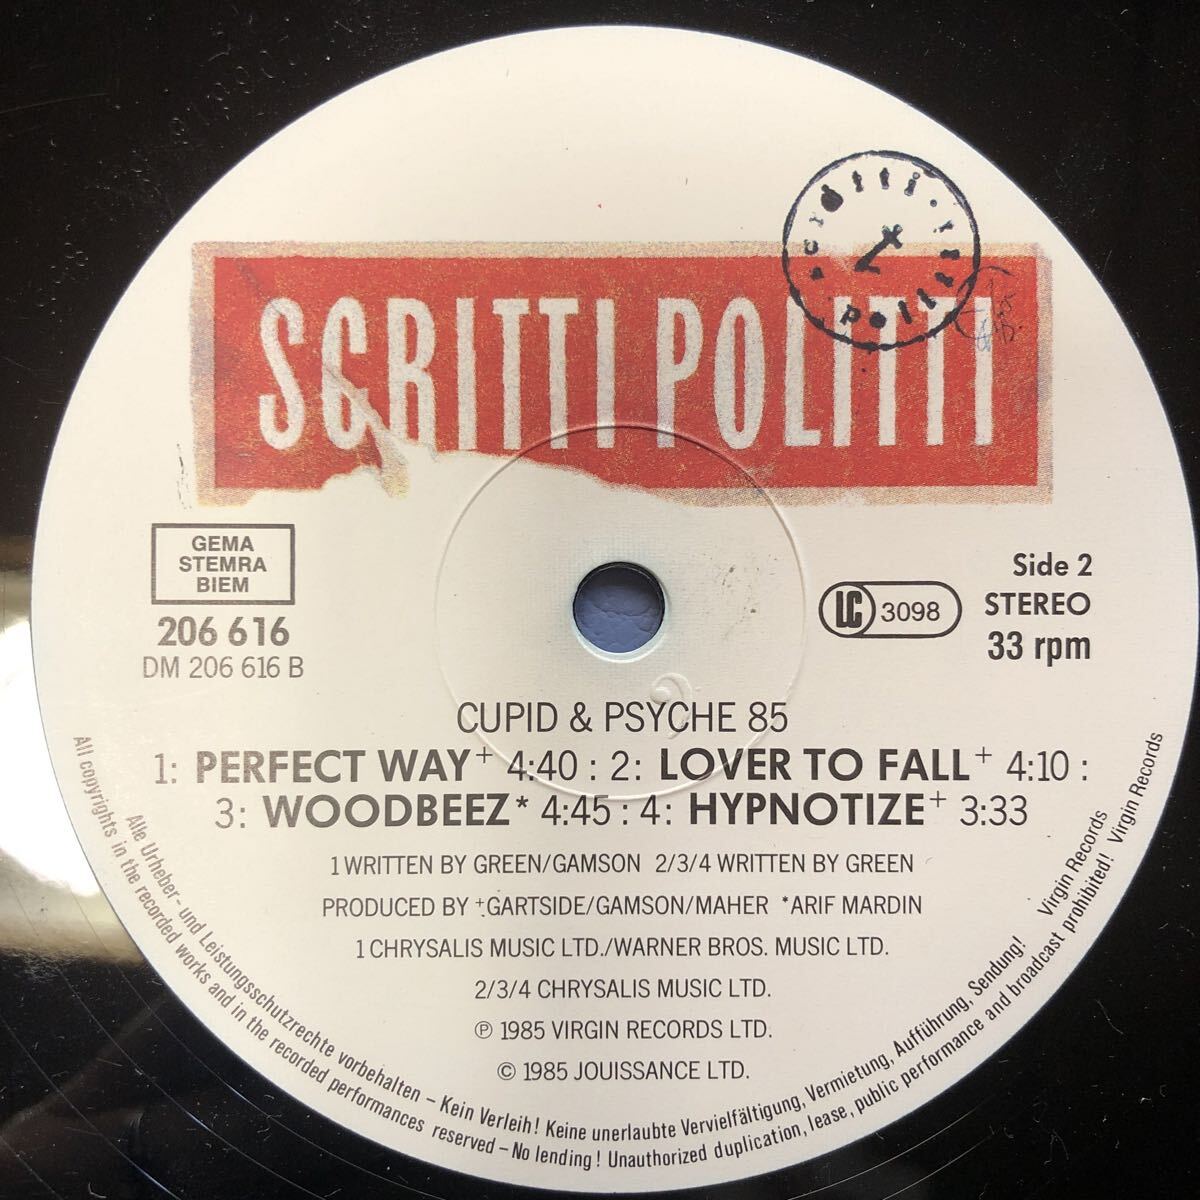 scritti · politti
SCRITTI POLITTI
GEMA
STEMRA
BIEM
206 616
DM 206 616 B
LC 3098
Side 2
STEREO
33 rpm
CUPID & PSYCHE 85
1: PERFECT WAY+ 4:40 : 2: LOVER TO FALL+ 4:10 :
3: WOODBEEZ* 4:45 : 4: HYPNOTIZE+ 3:33
1 WRITTEN BY GREEN/GAMSON 2/3/4 WRITTEN BY GREEN
PRODUCED BY +GARTSIDE/GAMSON/MAHER *ARIF MARDIN
1 CHRYSALIS MUSIC LTD./WARNER BROS. MUSIC LTD.
2/3/4 CHRYSALIS MUSIC LTD.
℗ 1985 VIRGIN RECORDS LTD.
© 1985 JOUISSANCE LTD.
Alle Urheber- und Leistungsschutzrechte vorbehalten – Kein Verleih! Keine unerlaubte Vervielfältigung, Vermietung, Aufführung, Sendung! Virgin Records
All copyrights in the recorded works and in the recorded performances reserved – No lending! Unauthorized duplication, lease, public performance and broadcast prohibited! Virgin Records